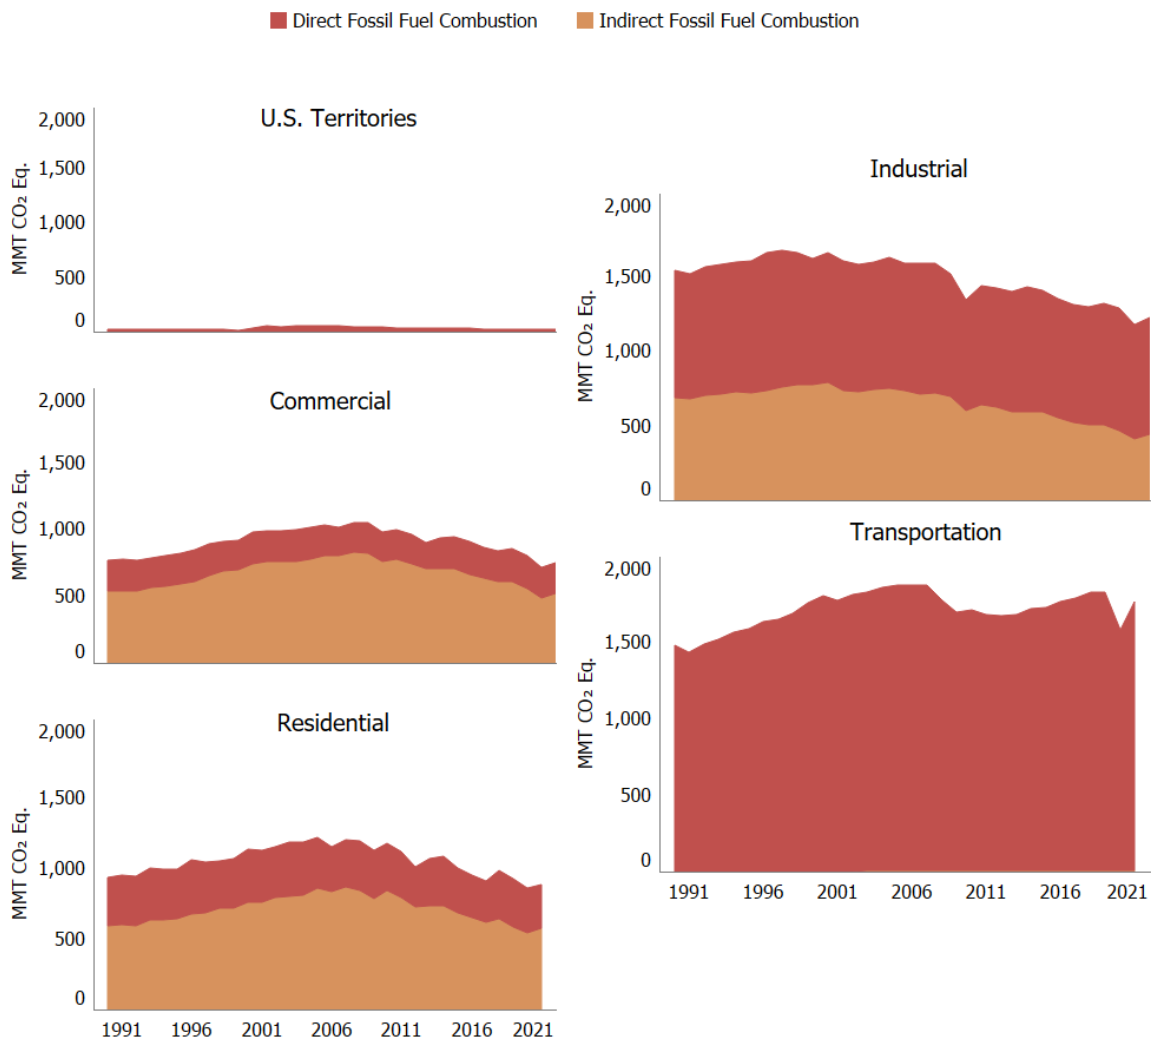 Direct Fossil Fuel Combustion Indirect Fossil Fuel Combustion
U.S. Territories
MMT CO₂ Eq.
2,000
1,500
1,000
500
0
Commercial
MMT CO₂ Eq.
2,000
1,500
1,000
500
0
Residential
MMT CO₂ Eq.
2,000
1,500
1,000
500
0
1991 1996 2001 2006 2011 2016 2021
Industrial
MMT CO₂ Eq.
2,000
1,500
1,000
500
0
Transportation
MMT CO₂ Eq.
2,000
1,500
1,000
500
0
1991 1996 2001 2006 2011 2016 2021